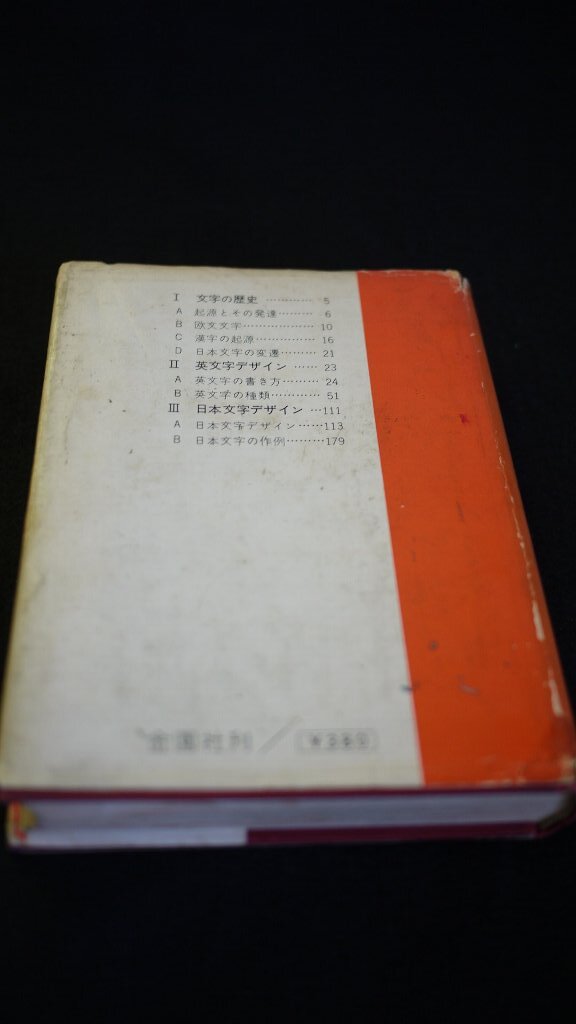 I 文字の歴史 ………… 5
A 起源とその発達……… 6
B 欧文文字……………… 10
C 漢字の起源…………… 16
D 日本文字の変遷……… 21
II 英文字デザイン …… 23
A 英文字の書き方……… 24
B 英文字の種類………… 51
III 日本文字デザイン …111
A 日本文字デザイン……113
B 日本文字の作例………179
社刊